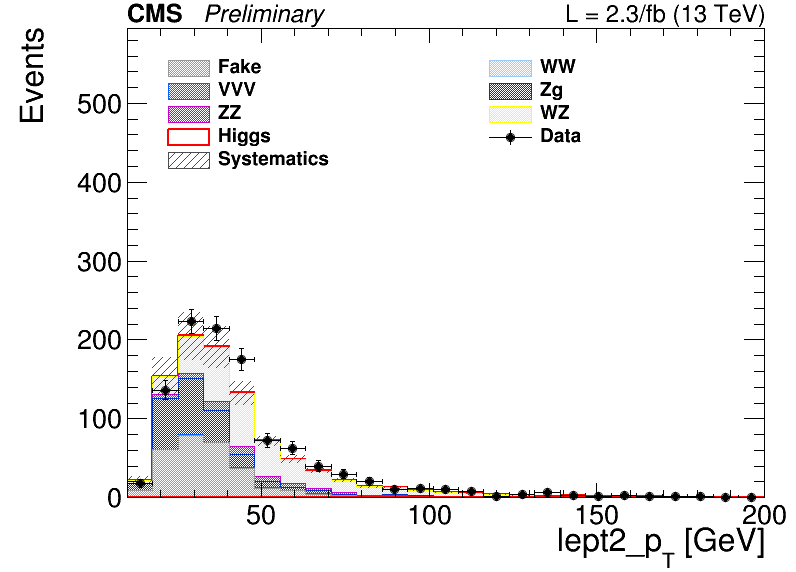 CMS Preliminary L = 2.3/fb (13 TeV)
Events
Fake WW
VVV Zg
ZZ WZ
Higgs Data
Systematics
500
400
300
200
100
0
50 100 150 200
lept2_p_T [GeV]